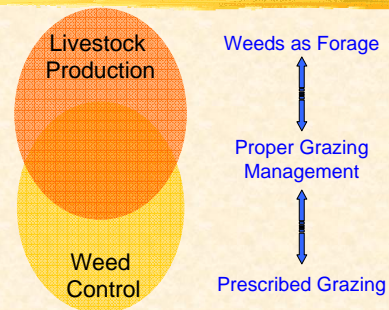 Livestock
Production
Weed
Control
Weeds as Forage
Proper Grazing
Management
Prescribed Grazing